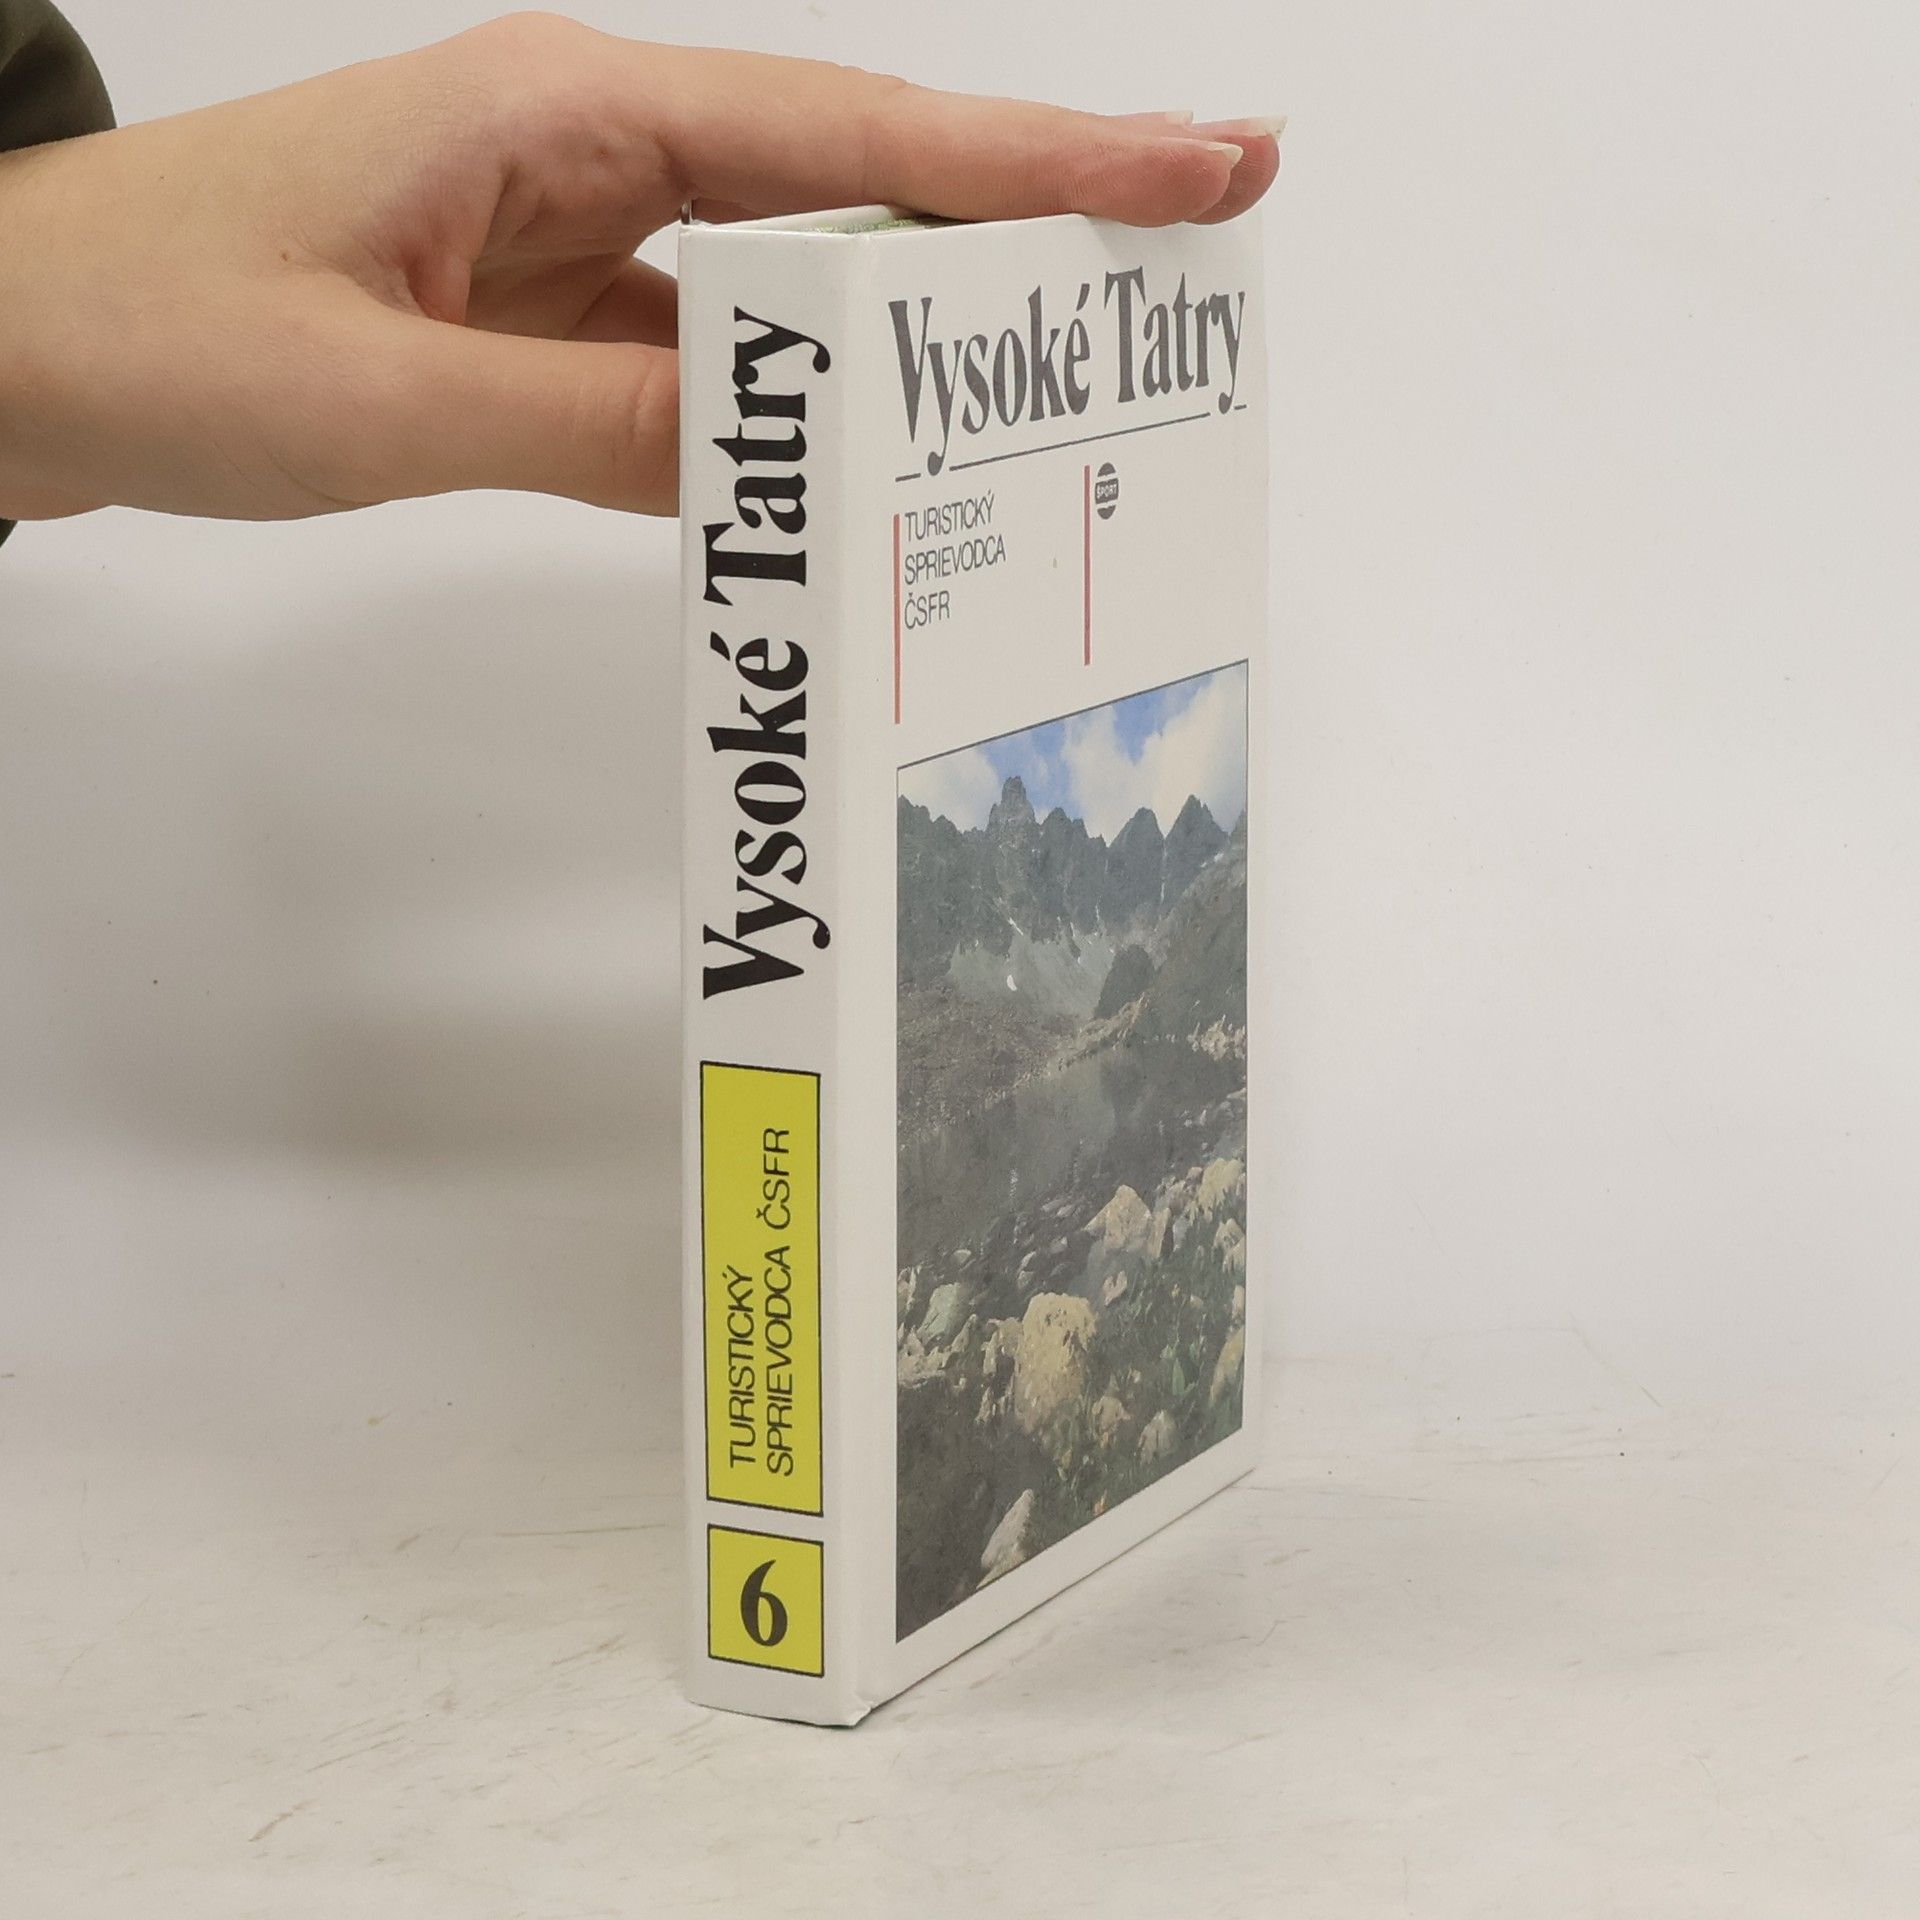 Vysoké Tatry
TURISTICKÝ
SPRIEVODCA ČSFR
6
Vysoké Tatry
TURISTICKÝ
SPRIEVODCA
ČSFR
ŠPORT